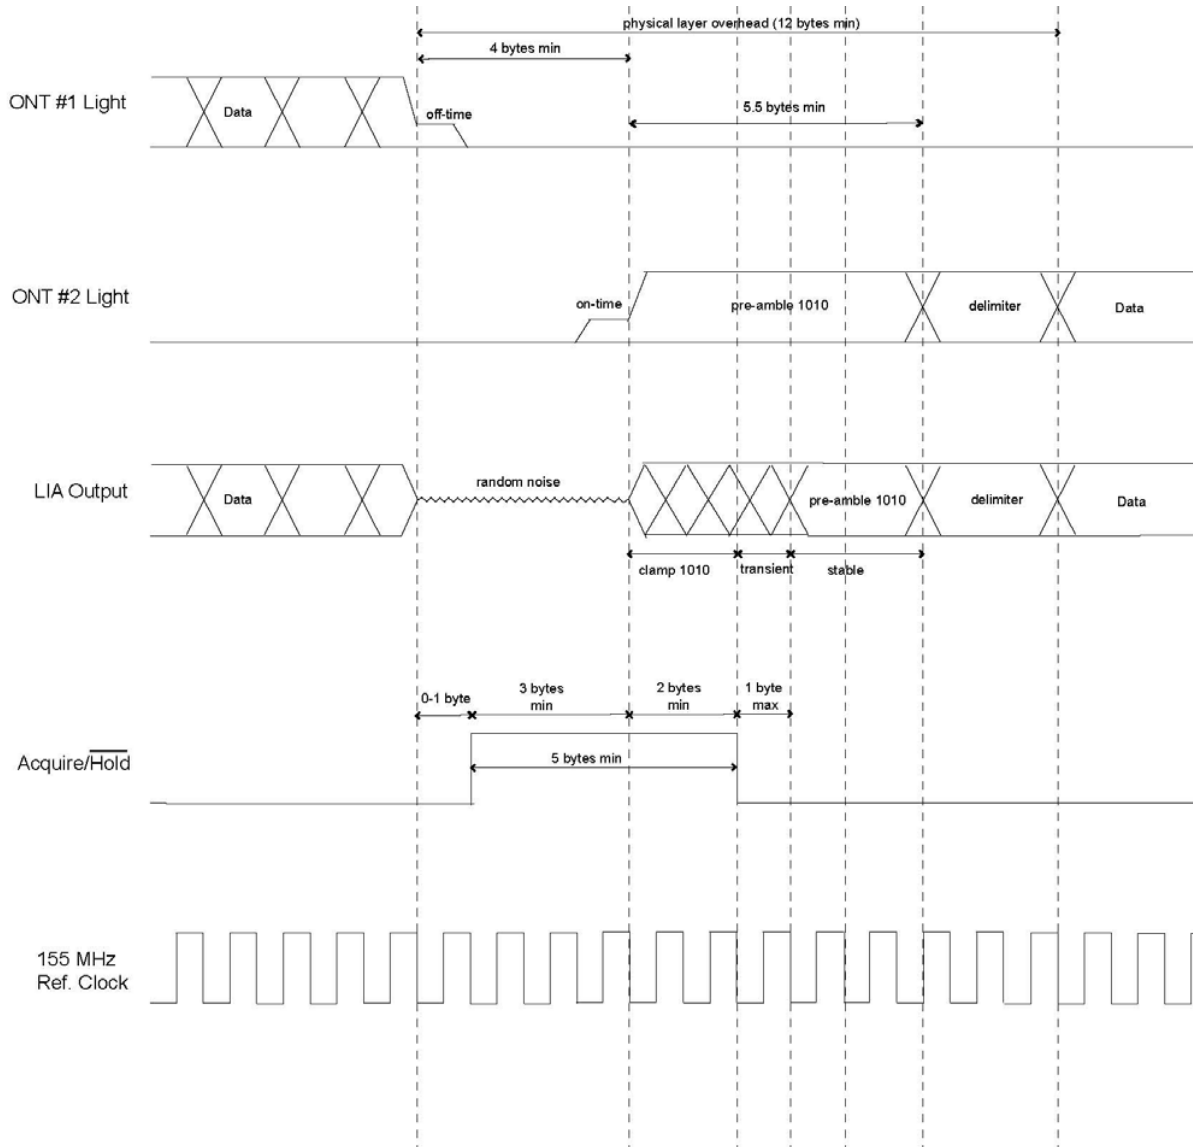 physical layer overhead (12 bytes min)
4 bytes min
ONT #1 Light
Data
off-time
5.5 bytes min
ONT #2 Light
on-time
pre-amble 1010
delimiter
Data
LIA Output
Data
random noise
pre-amble 1010
delimiter
Data
clamp 1010
transient
stable
0-1 byte
3 bytes
min
2 bytes
min
1 byte
max
Acquire/Hold
5 bytes min
155 MHz
Ref. Clock